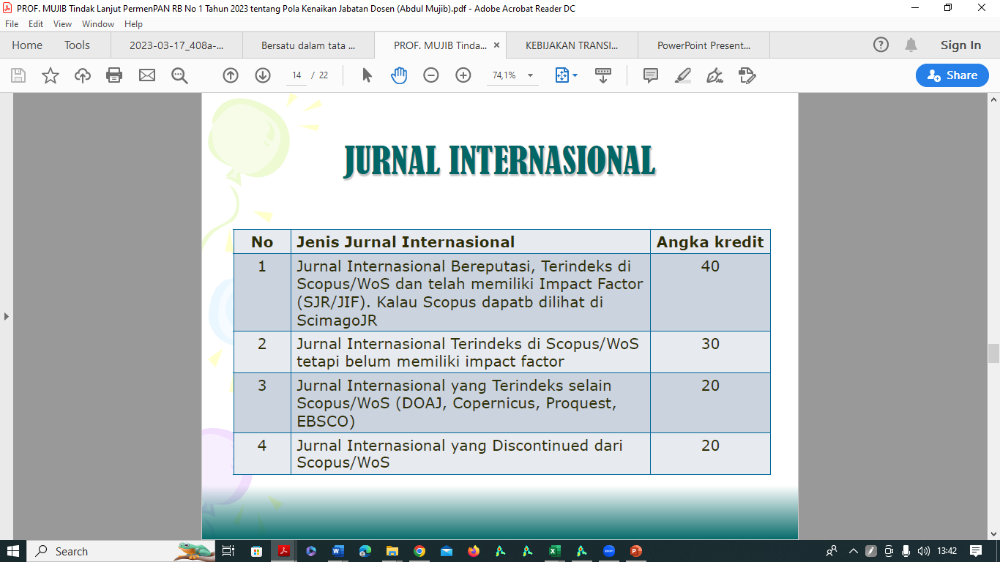 PROF. MUJIB Tindak Lanjut PermenPAN RB No 1 Tahun 2023 tentang Pola Kenaikan Jabatan Dosen (Abdul Mujib).pdf - Adobe Acrobat Reader DC
File Edit View Window Help
Home Tools 2023-03-17_408a-... Bersatu dalam tata ... PROF. MUJIB Tinda... × KEBIJAKAN TRANSI... PowerPoint Present... Sign In
14 / 22 74,1% Share
JURNAL INTERNASIONAL
No Jenis Jurnal Internasional Angka kredit
1 Jurnal Internasional Bereputasi, Terindeks di 40
Scopus/WoS dan telah memiliki Impact Factor
(SJR/JIF). Kalau Scopus dapatb dilihat di
ScimagoJR
2 Jurnal Internasional Terindeks di Scopus/WoS 30
tetapi belum memiliki impact factor
3 Jurnal Internasional yang Terindeks selain 20
Scopus/WoS (DOAJ, Copernicus, Proquest,
EBSCO)
4 Jurnal Internasional yang Discontinued dari 20
Scopus/WoS
Search 13:42